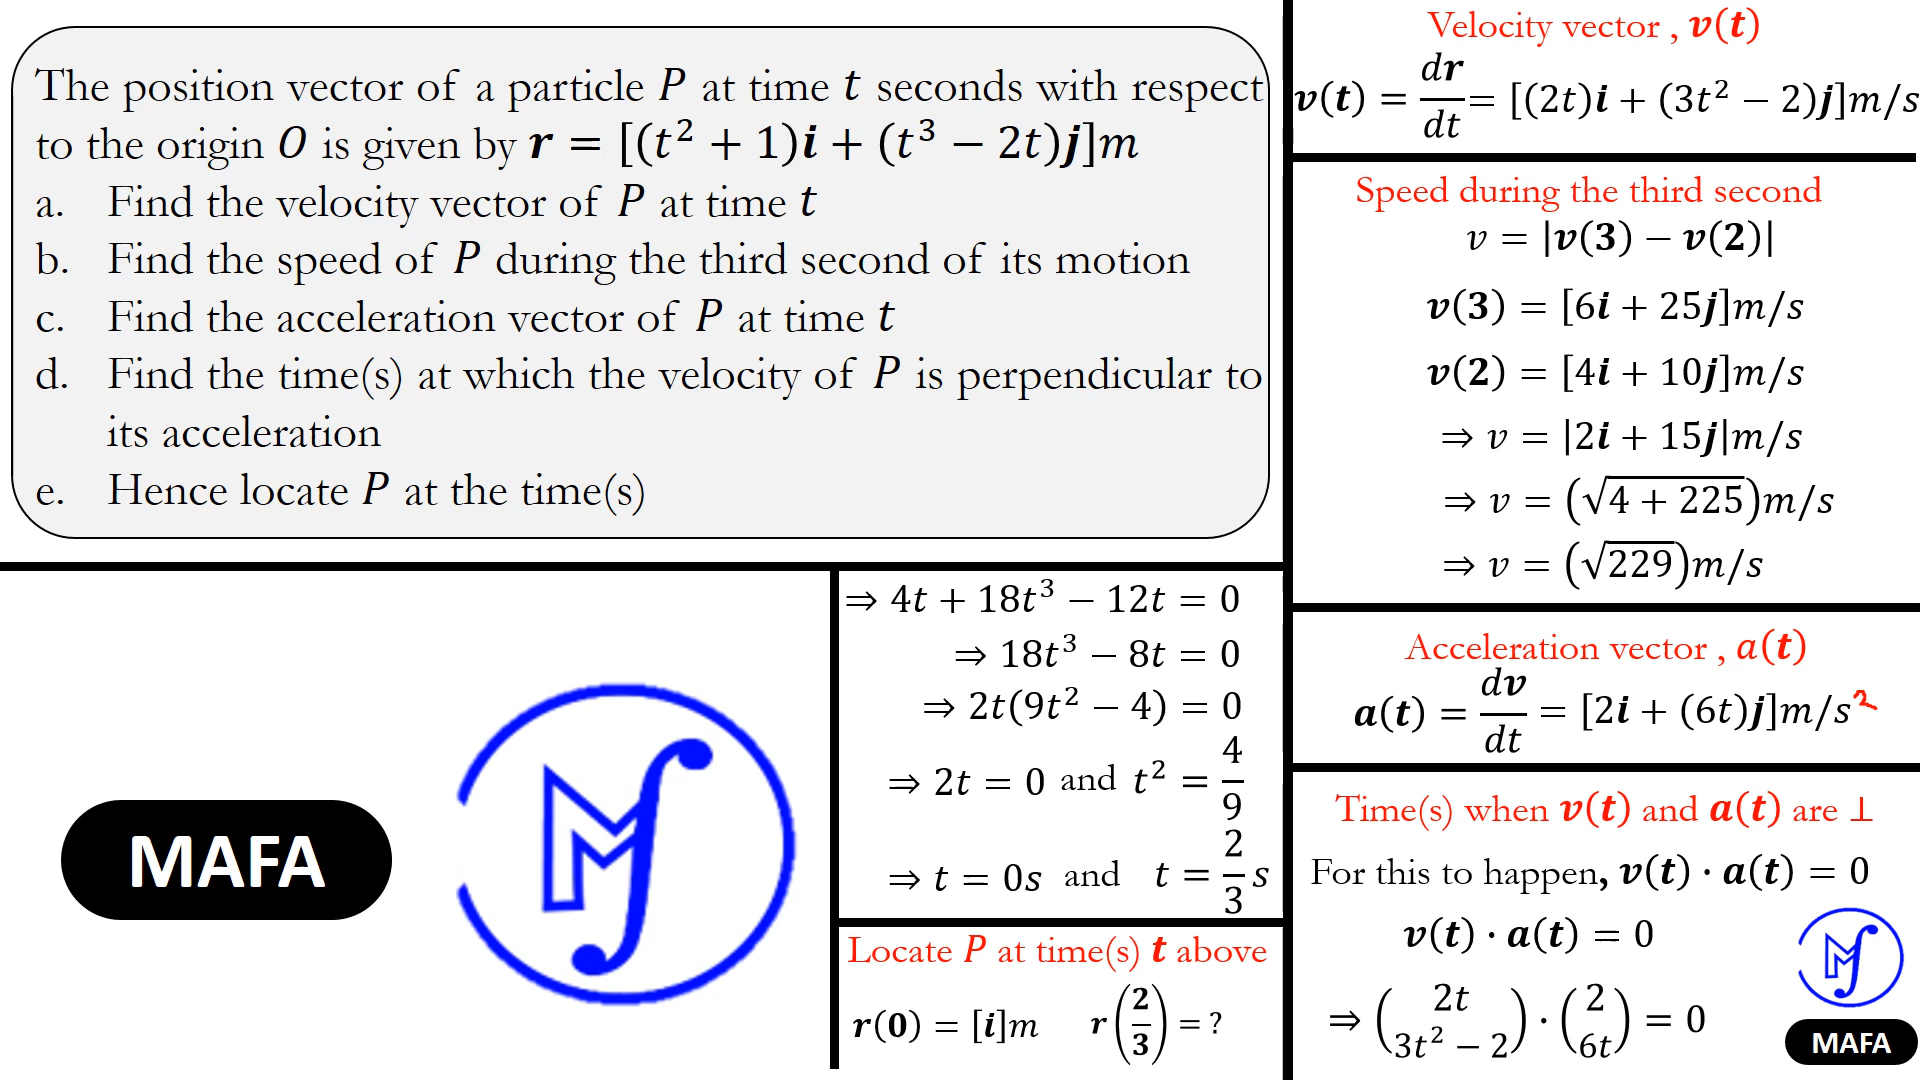 The position vector of a particle P at time t seconds with respect
to the origin O is given by r = [(t² + 1)i + (t³ − 2t)j]m
a. Find the velocity vector of P at time t
b. Find the speed of P during the third second of its motion
c. Find the acceleration vector of P at time t
d. Find the time(s) at which the velocity of P is perpendicular to
its acceleration
e. Hence locate P at the time(s)
Velocity vector , v(t)
v(t) = dr/dt = [(2t)i + (3t² − 2)j]m/s
Speed during the third second
v = |v(3) − v(2)|
v(3) = [6i + 25j]m/s
v(2) = [4i + 10j]m/s
⇒ v = |2i + 15j|m/s
⇒ v = (√(4 + 225))m/s
⇒ v = (√229)m/s
Acceleration vector , a(t)
a(t) = dv/dt = [2i + (6t)j]m/s²
Time(s) when v(t) and a(t) are ⊥
For this to happen, v(t) · a(t) = 0
v(t) · a(t) = 0
⇒ (2t 3t² − 2) · (2 6t) = 0
⇒ 4t + 18t³ − 12t = 0
⇒ 18t³ − 8t = 0
⇒ 2t(9t² − 4) = 0
⇒ 2t = 0 and t² = 4/9
⇒ t = 0s and t = 2/3 s
Locate P at time(s) t above
r(0) = [i]m r(2/3) = ?
MAFA
MAFA